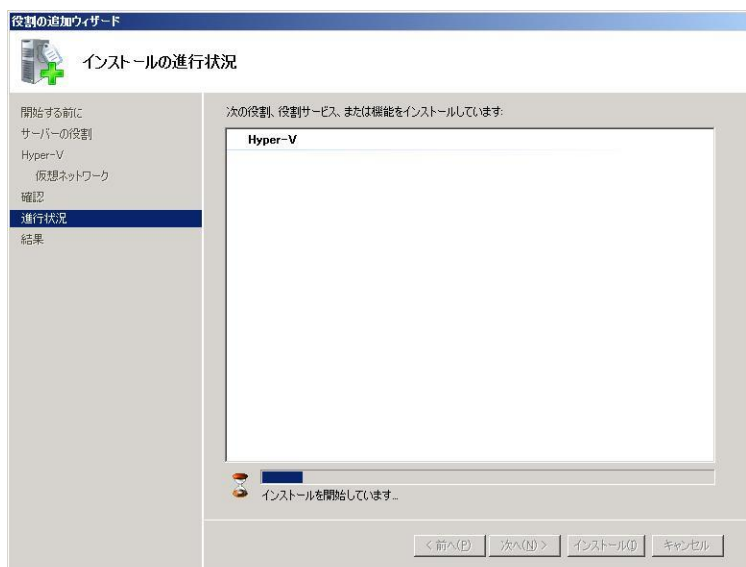 役割の追加ウィザード
インストールの進行状況
開始する前に
サーバーの役割
Hyper-V
仮想ネットワーク
確認
進行状況
結果
次の役割、役割サービス、または機能をインストールしています:
Hyper-V
インストールを開始しています...
< 前へ(P)
次へ(N) >
インストール(I)
キャンセル